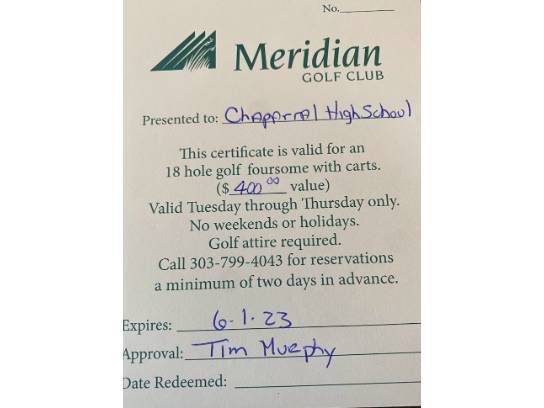 No.
Meridian
GOLF CLUB
Presented to: Chaparral High School
This certificate is valid for an
18 hole golf foursome with carts.
($ 400 00 value)
Valid Tuesday through Thursday only.
No weekends or holidays.
Golf attire required.
Call 303-799-4043 for reservations
a minimum of two days in advance.
Expires: 6-1-23
Approval: Tim Murphy
Date Redeemed: